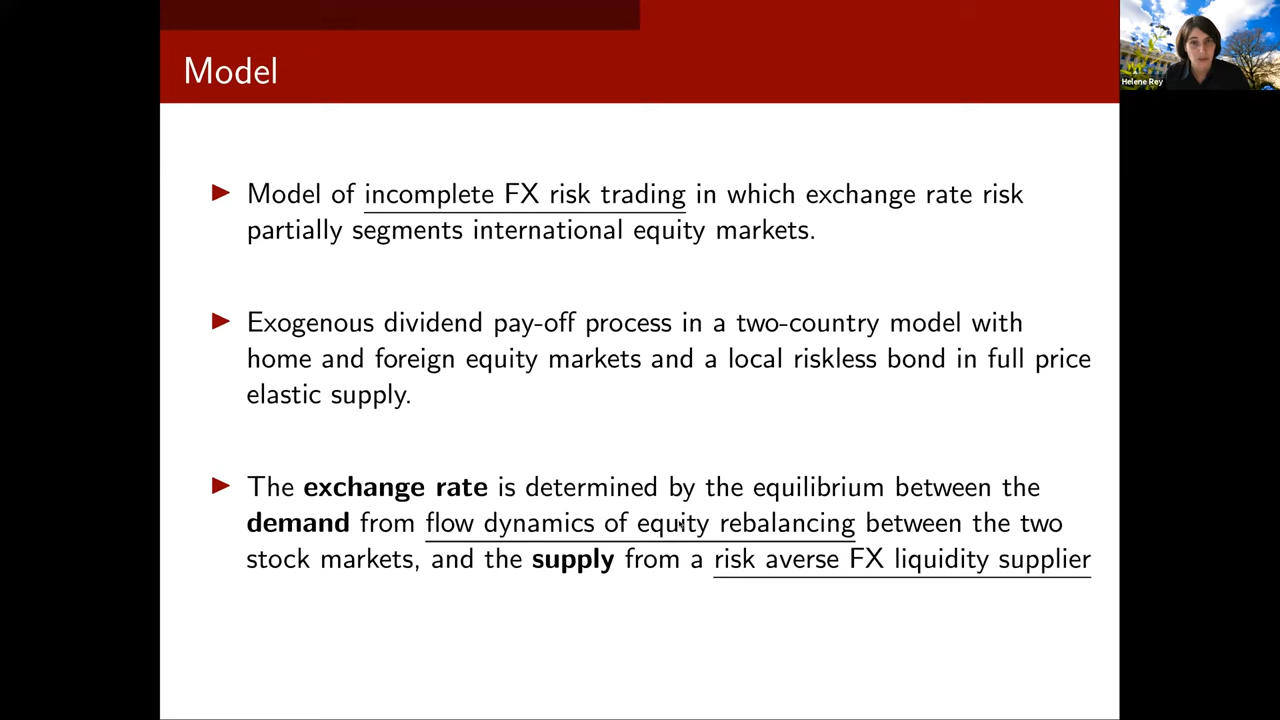 Model
Helene Rey
Model of incomplete FX risk trading in which exchange rate risk
partially segments international equity markets.
Exogenous dividend pay-off process in a two-country model with
home and foreign equity markets and a local riskless bond in full price
elastic supply.
The exchange rate is determined by the equilibrium between the
demand from flow dynamics of equity rebalancing between the two
stock markets, and the supply from a risk averse FX liquidity supplier